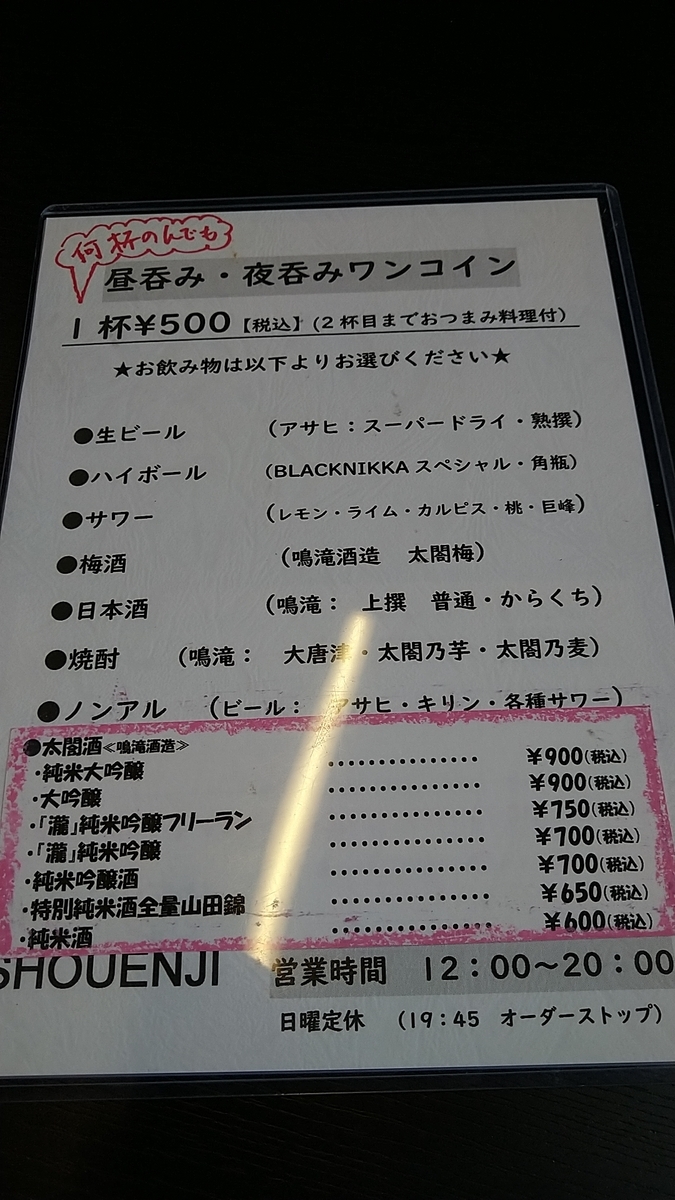 何杯のんでも
昼呑み・夜呑みワンコイン
1杯¥500【税込】(2杯目までおつまみ料理付)
★お飲み物は以下よりお選びください★
●生ビール (アサヒ：スーパードライ・熟撰)
●ハイボール (BLACKNIKKAスペシャル・角瓶)
●サワー (レモン・ライム・カルピス・桃・巨峰)
●梅酒 (鳴滝酒造 太閤梅)
●日本酒 (鳴滝： 上撰 普通・からくち)
●焼酎 (鳴滝： 大唐津・太閤乃芋・太閤乃麦)
●ノンアル (ビール： アサヒ・キリン・各種サワー)
●太閤酒≪鳴滝酒造≫
・純米大吟醸 ･･････････････ ¥900(税込)
・大吟醸 ･･････････････ ¥900(税込)
・「瀧」純米吟醸フリーラン ･･････････････ ¥750(税込)
・「瀧」純米吟醸 ･･････････････ ¥700(税込)
・純米吟醸酒 ･･････････････ ¥700(税込)
・特別純米酒全量山田錦 ･･････････････ ¥650(税込)
・純米酒 ･･････････････ ¥600(税込)
SHOUENJI 営業時間 12：00～20：00
日曜定休 (19：45 オーダーストップ)